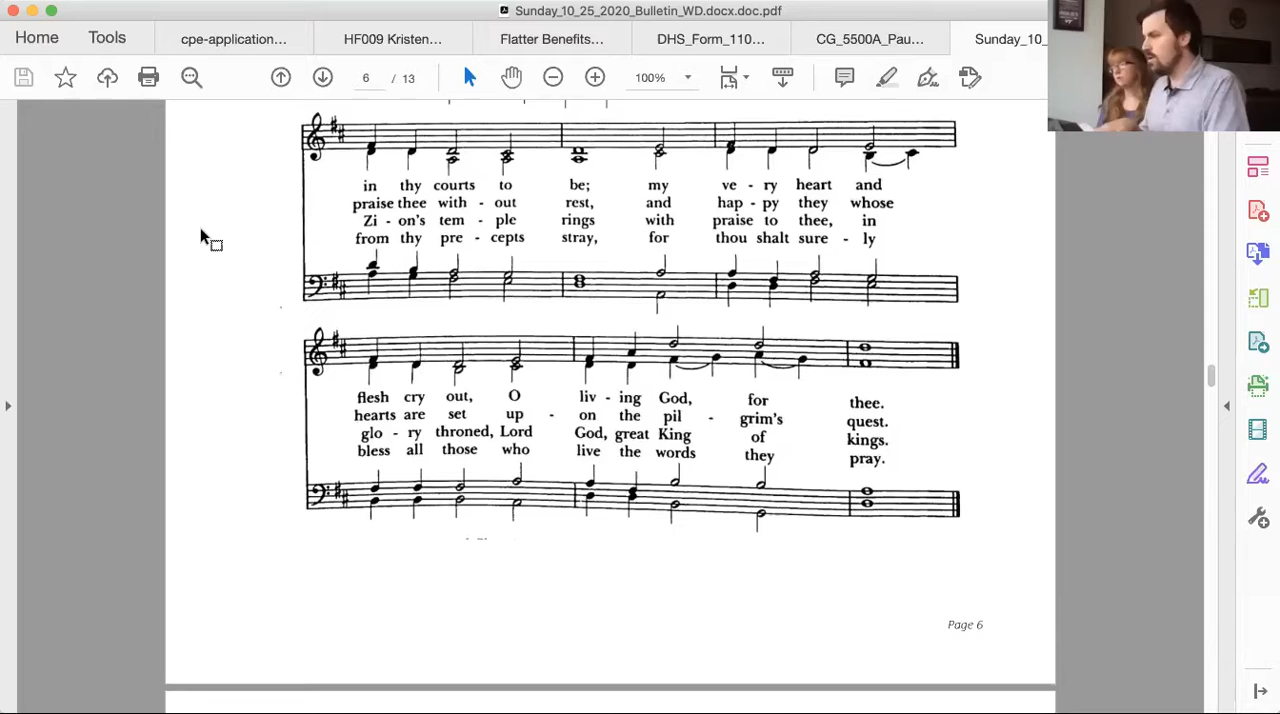 Sunday_10_25_2020_Bulletin_WD.docx.doc.pdf
Home Tools cpe-application... HF009 Kristen... Flatter Benefits... DHS_Form_110... CG_5500A_Pau... Sunday_10_
6 / 13 100%
in thy courts to be; my ve - ry heart and
praise thee with - out rest, and hap - py they whose
Zi - on's tem - ple rings with praise to thee, in
from thy pre - cepts stray, for thou shalt sure - ly
flesh cry out, O liv - ing God, for thee.
hearts are set up - on the pil - grim's quest.
glo - ry throned, Lord God, great King of kings.
bless all those who live the words they pray.
Page 6